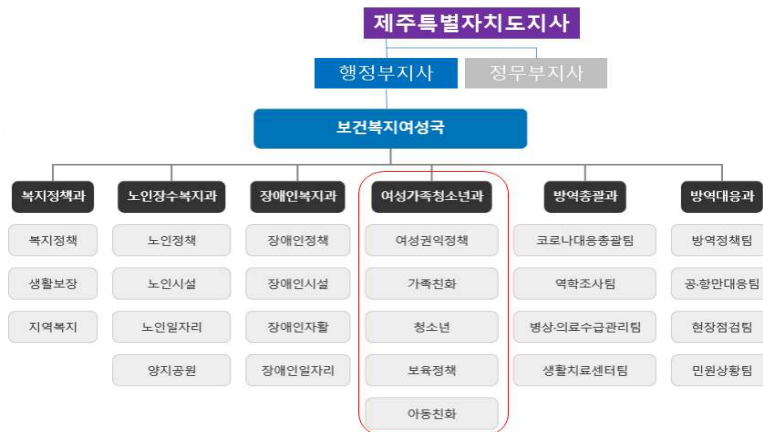 제주특별자치도지사
행정부지사
정무부지사
보건복지여성국
복지정책과
노인장수복지과
장애인복지과
여성가족청소년과
방역총괄과
방역대응과
복지정책
노인정책
장애인정책
여성권익정책
코로나대응총괄팀
방역정책팀
생활보장
노인시설
장애인시설
가족친화
역학조사팀
공·항만대응팀
지역복지
노인일자리
장애인자활
청소년
병상·의료수급관리팀
현장점검팀
양지공원
장애인일자리
보육정책
생활치료센터팀
민원상황팀
아동친화